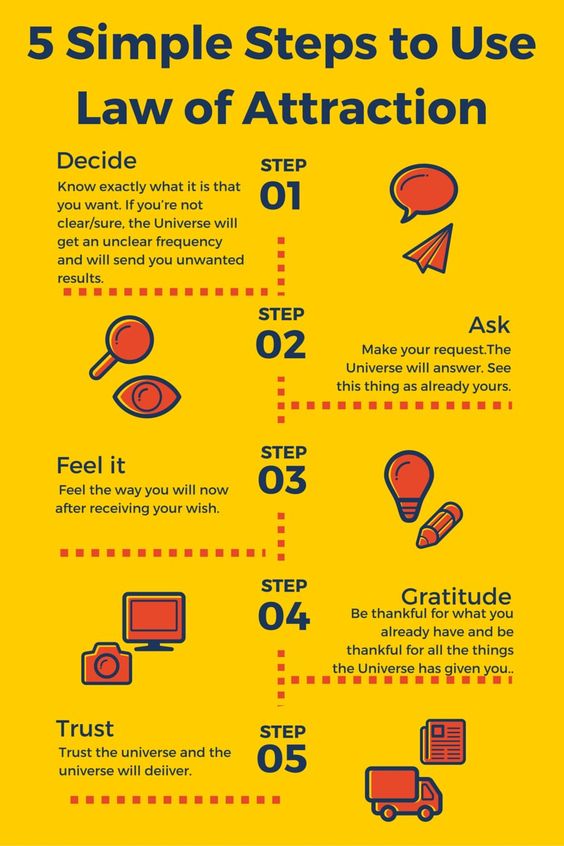 5 Simple Steps to Use
Law of Attraction
Decide
Know exactly what it is that
you want. If you're not
clear/sure, the Universe will
get an unclear frequency
and will send you unwanted
results.
STEP
01
STEP
02
Ask
Make your request.The
Universe will answer. See
this thing as already yours.
Feel it
Feel the way you will now
after receiving your wish.
STEP
03
STEP
04
Gratitude
Be thankful for what you
already have and be
thankful for all the things
the Universe has given you..
Trust
Trust the universe and the
universe will deiiver.
STEP
05